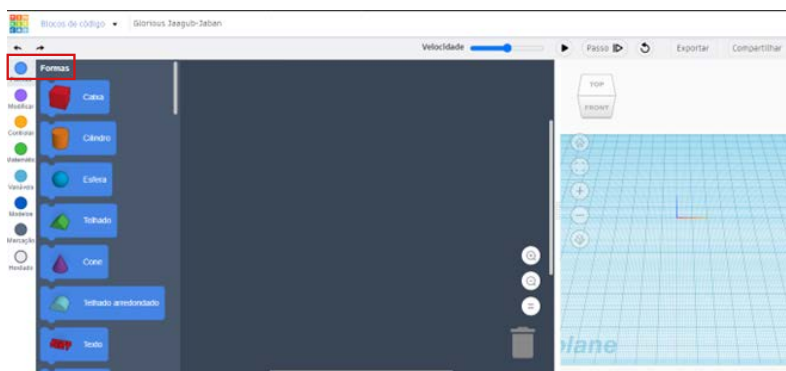 Blocos de código
Glorious Jaagub-Jaban
Velocidade
Passo
Exportar
Compartilhar
Formas
Modificar
Controlar
Variáveis
Modelos
Marcação
Caixa
Cilindro
Esfera
Telhado
Cone
Telhado arredondado
Texto
TOP
FRONT
plane